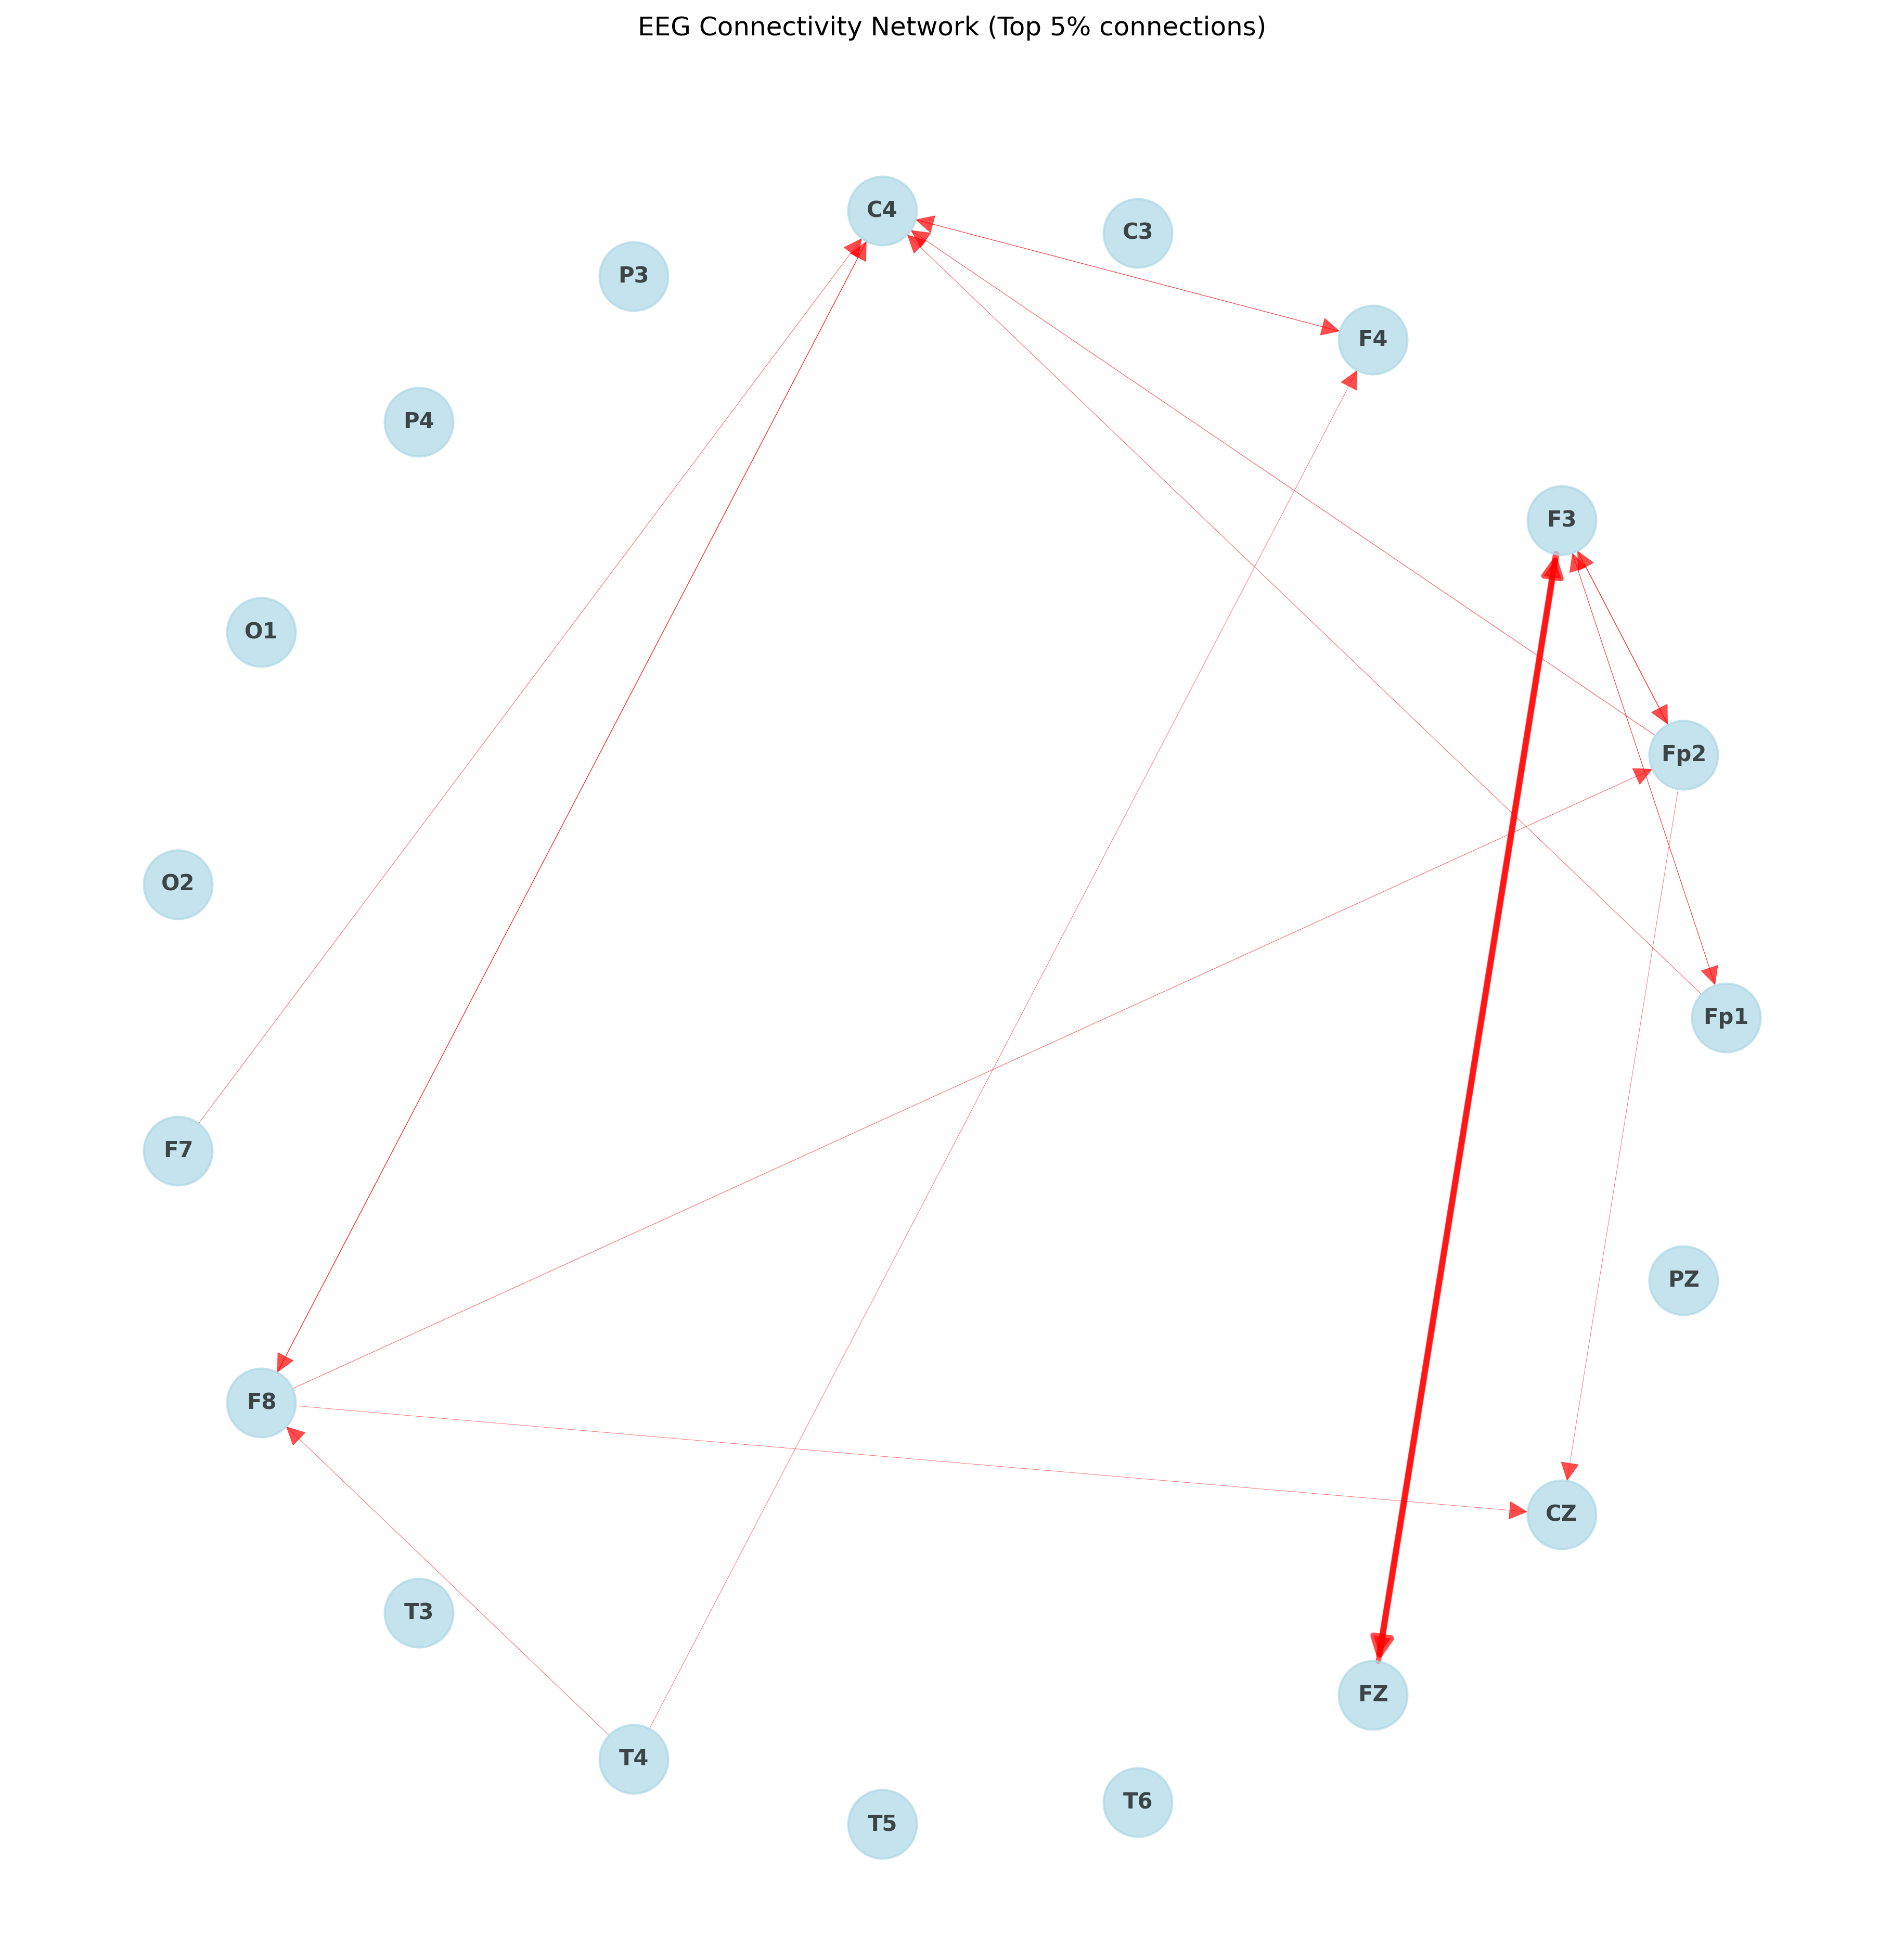 EEG Connectivity Network (Top 5% connections)
C4
C3
P3
F4
P4
F3
O1
Fp2
O2
Fp1
F7
PZ
F8
CZ
T3
FZ
T4
T6
T5